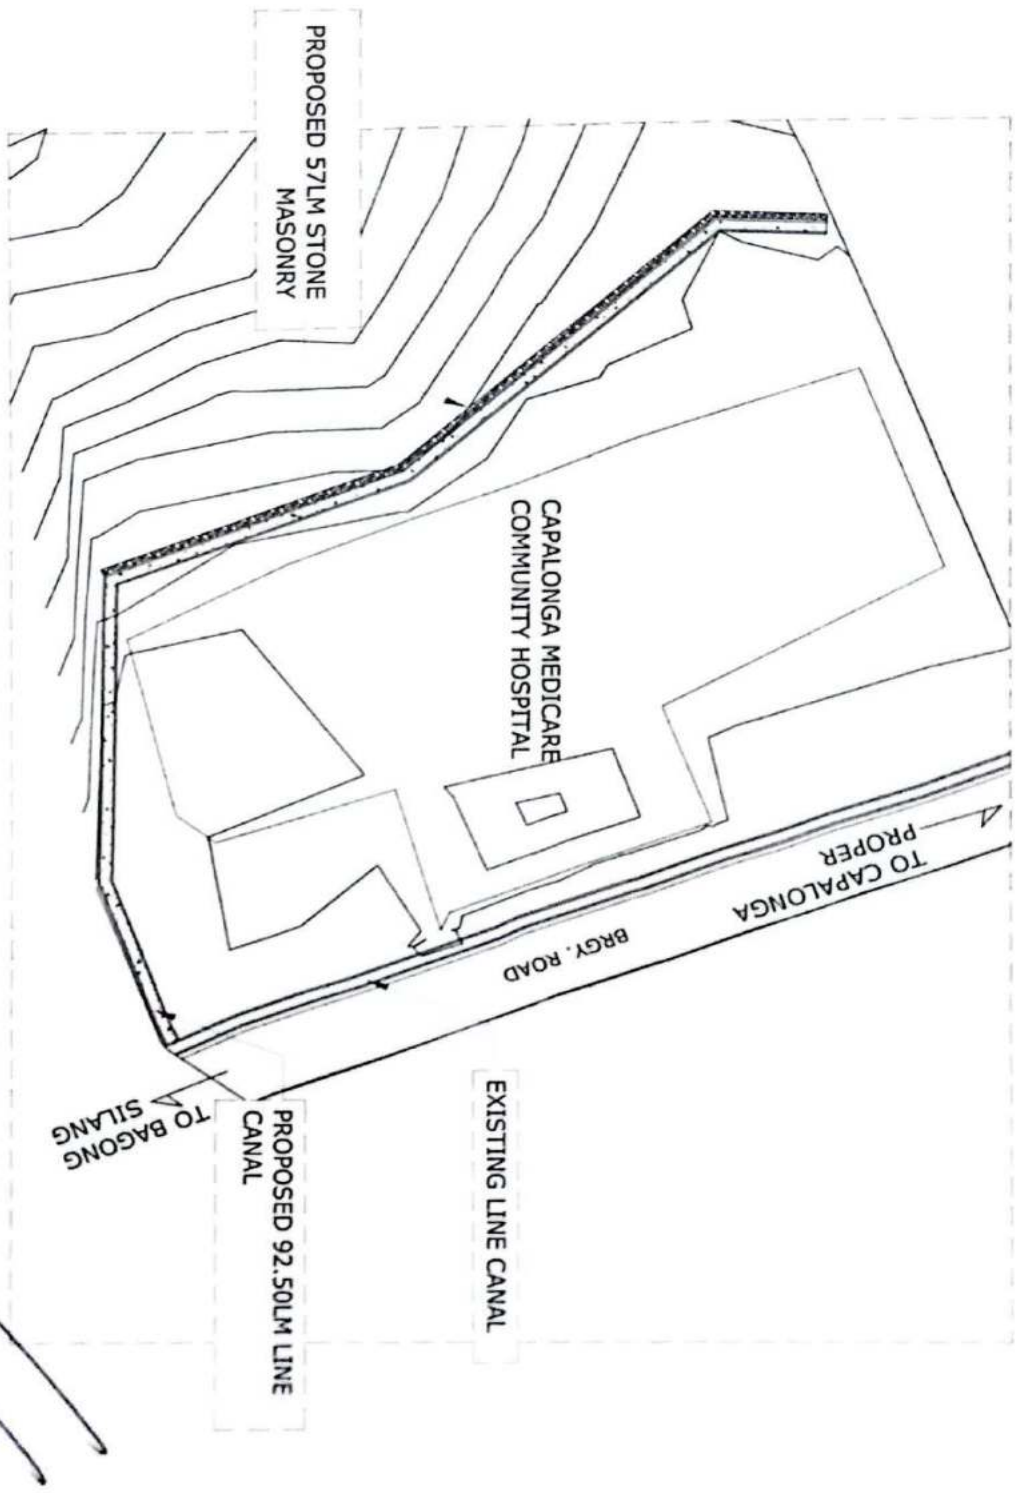 PROPOSED 57LM STONE
MASONRY
CAPALONGA MEDICARE
COMMUNITY HOSPITAL
TO CAPALONGA
PROPER
BRGY. ROAD
EXISTING LINE CANAL
PROPOSED 92.50LM LINE
CANAL
TO BAGONG
SILANG